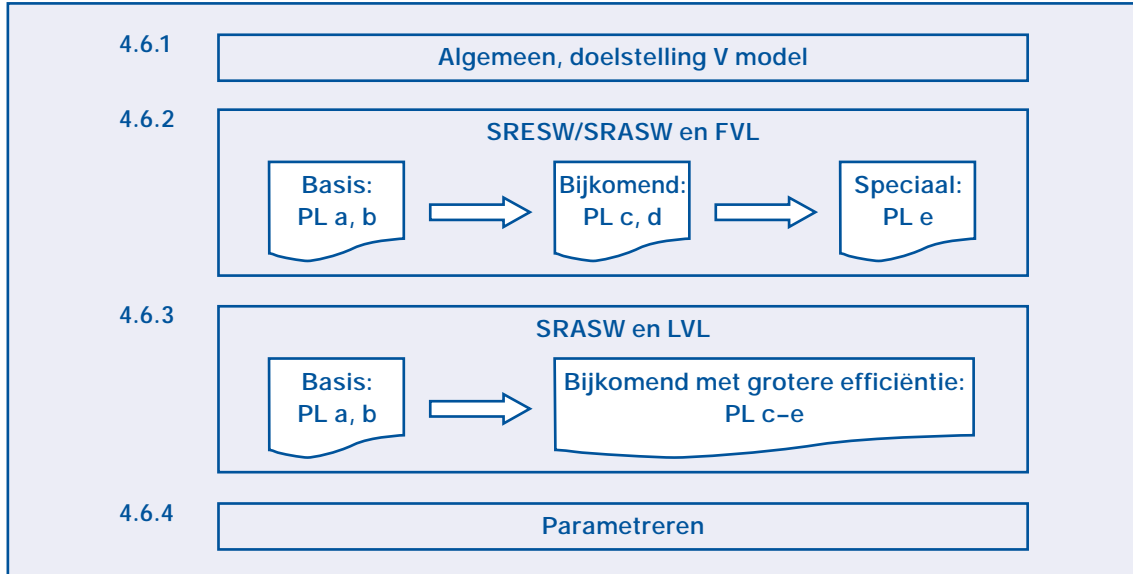 4.6.1
Algemeen, doelstelling V model
4.6.2
SRESW/SRASW en FVL
Basis:
PL a, b
Bijkomend:
PL c, d
Speciaal:
PL e
4.6.3
SRASW en LVL
Basis:
PL a, b
Bijkomend met grotere efficiëntie:
PL c–e
4.6.4
Parametreren